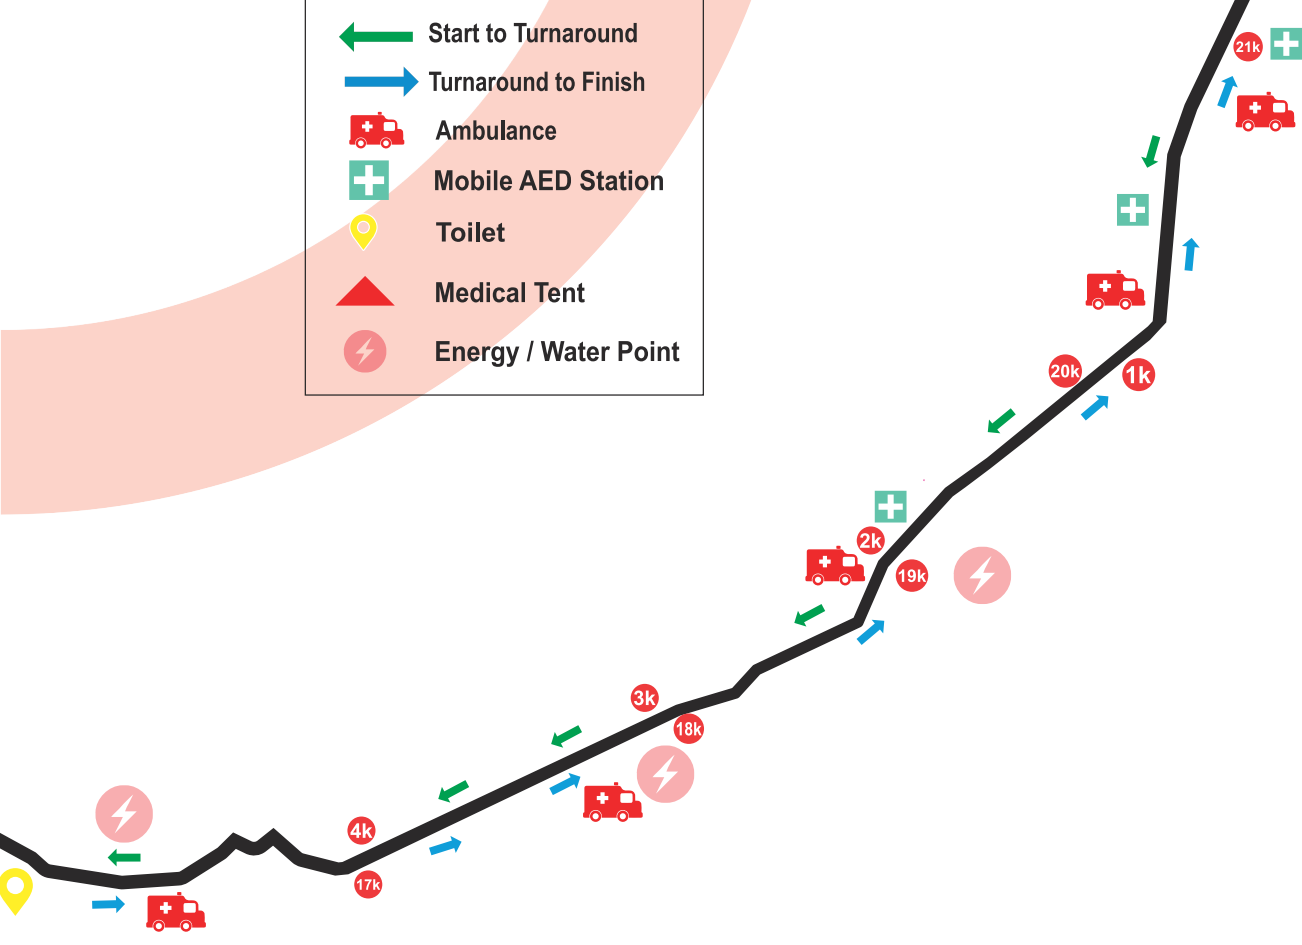 Start to Turnaround
Turnaround to Finish
Ambulance
Mobile AED Station
Toilet
Medical Tent
Energy / Water Point
21k
20k
1k
2k
19k
3k
18k
4k
17k